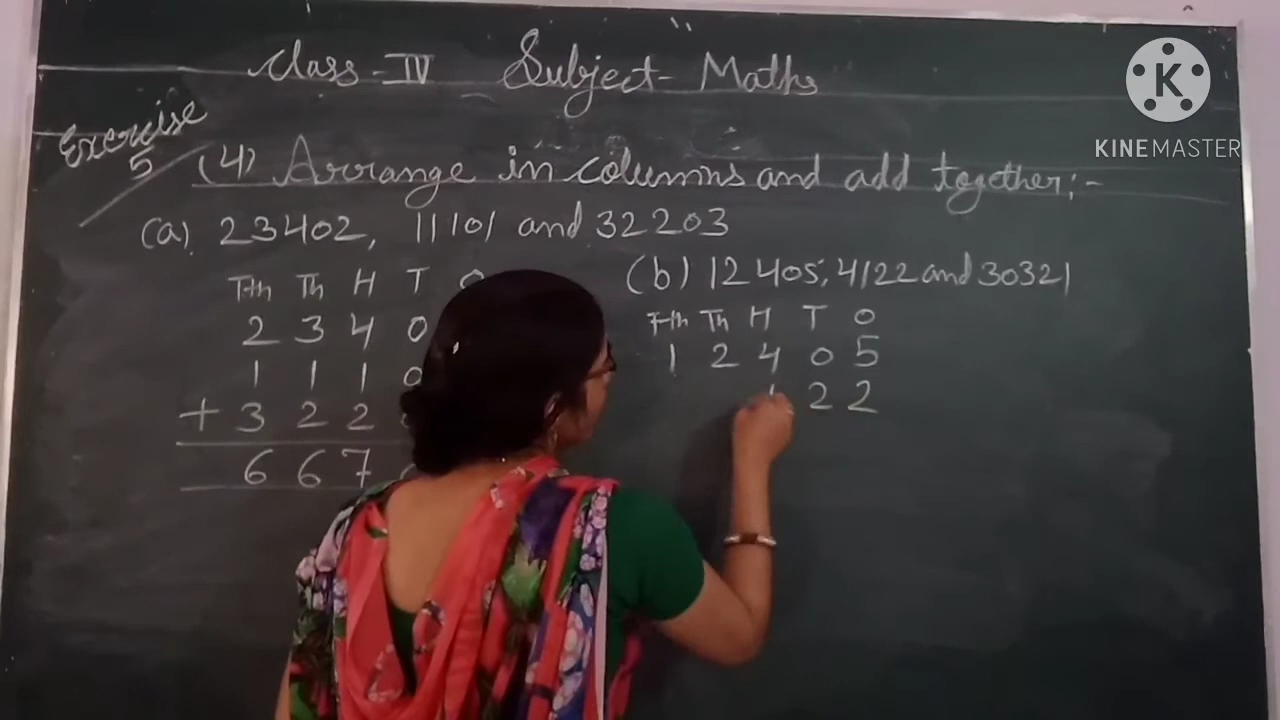 Class - IV Subject - Maths
Exercise 5
(4) Arrange in columns and add together:-
(a) 23402, 11101 and 32203
T-th Th H T O
2 3 4 0
1 1 1 0
+ 3 2 2
6 6 7
(b) 12405, 4122 and 30321
T-th Th H T O
1 2 4 0 5
1 2 2
K
KINEMASTER